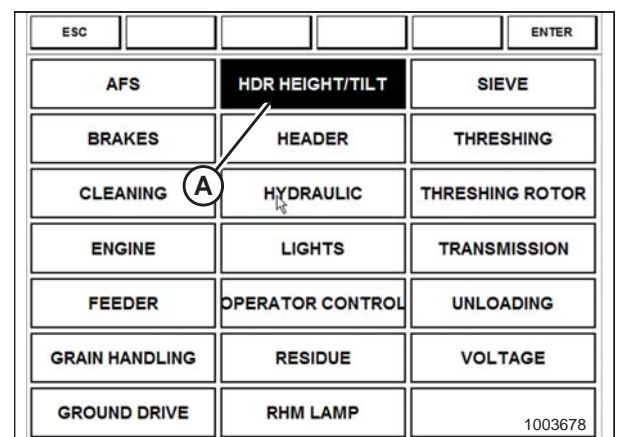 ESC ENTER
AFS HDR HEIGHT/TILT SIEVE
BRAKES HEADER THRESHING
CLEANING A HYDRAULIC THRESHING ROTOR
ENGINE LIGHTS TRANSMISSION
FEEDER OPERATOR CONTROL UNLOADING
GRAIN HANDLING RESIDUE VOLTAGE
GROUND DRIVE RHM LAMP 1003678